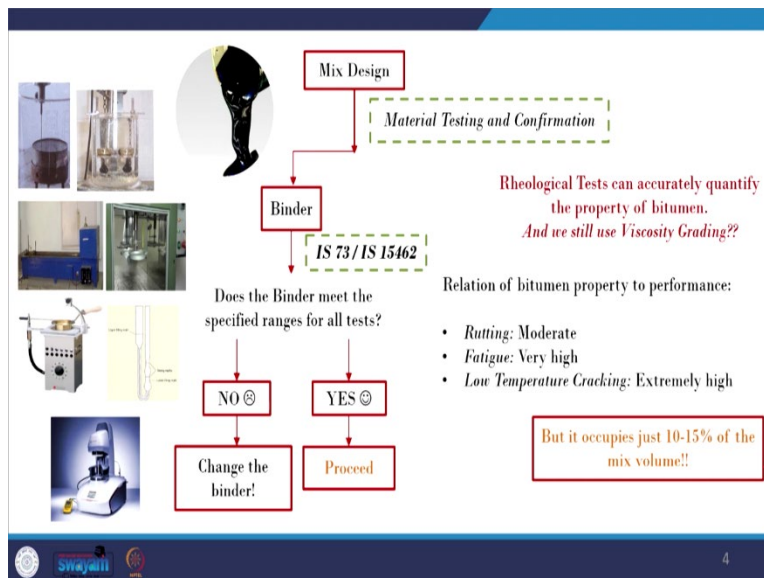 Mix Design
Material Testing and Confirmation
Binder
IS 73 / IS 15462
Does the Binder meet the
specified ranges for all tests?
NO ☹
YES ☺
Change the
binder!
Proceed
Rheological Tests can accurately quantify
the property of bitumen.
And we still use Viscosity Grading??
Relation of bitumen property to performance:
• Rutting: Moderate
• Fatigue: Very high
• Low Temperature Cracking: Extremely high
But it occupies just 10-15% of the
mix volume!!
swayam
4